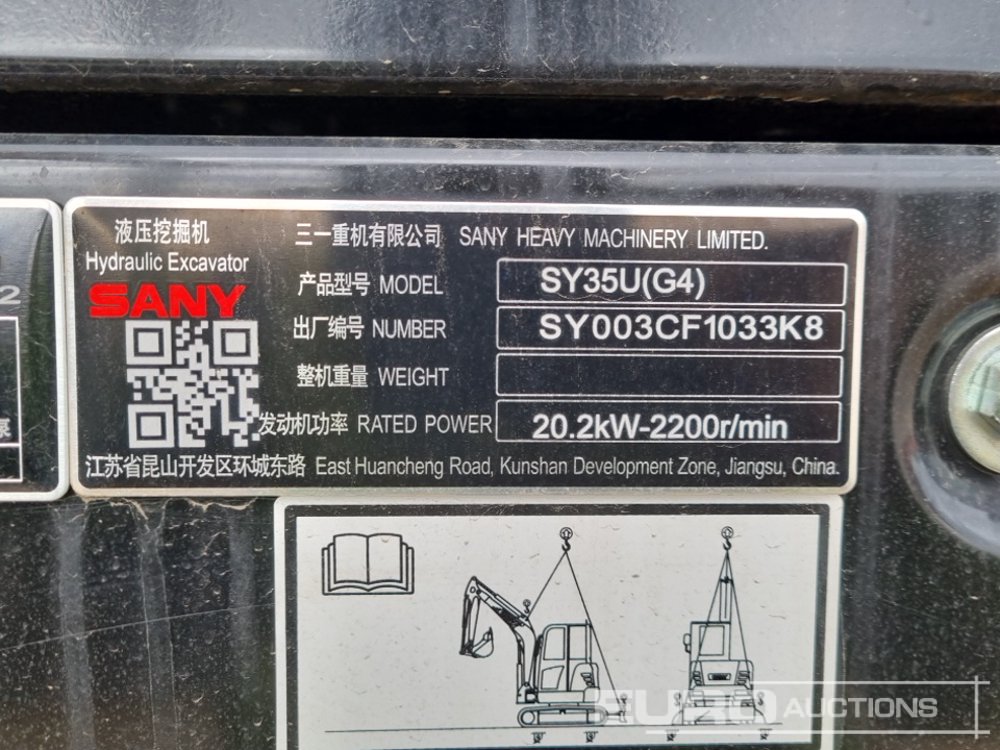 液压挖掘机
Hydraulic Excavator
SANY
三一重机有限公司 SANY HEAVY MACHINERY LIMITED.
产品型号 MODEL SY35U(G4)
出厂编号 NUMBER SY003CF1033K8
整机重量 WEIGHT
发动机功率 RATED POWER 20.2kW-2200r/min
江苏省昆山开发区环城东路 East Huancheng Road, Kunshan Development Zone, Jiangsu, China.
2
EURO AUCTIONS